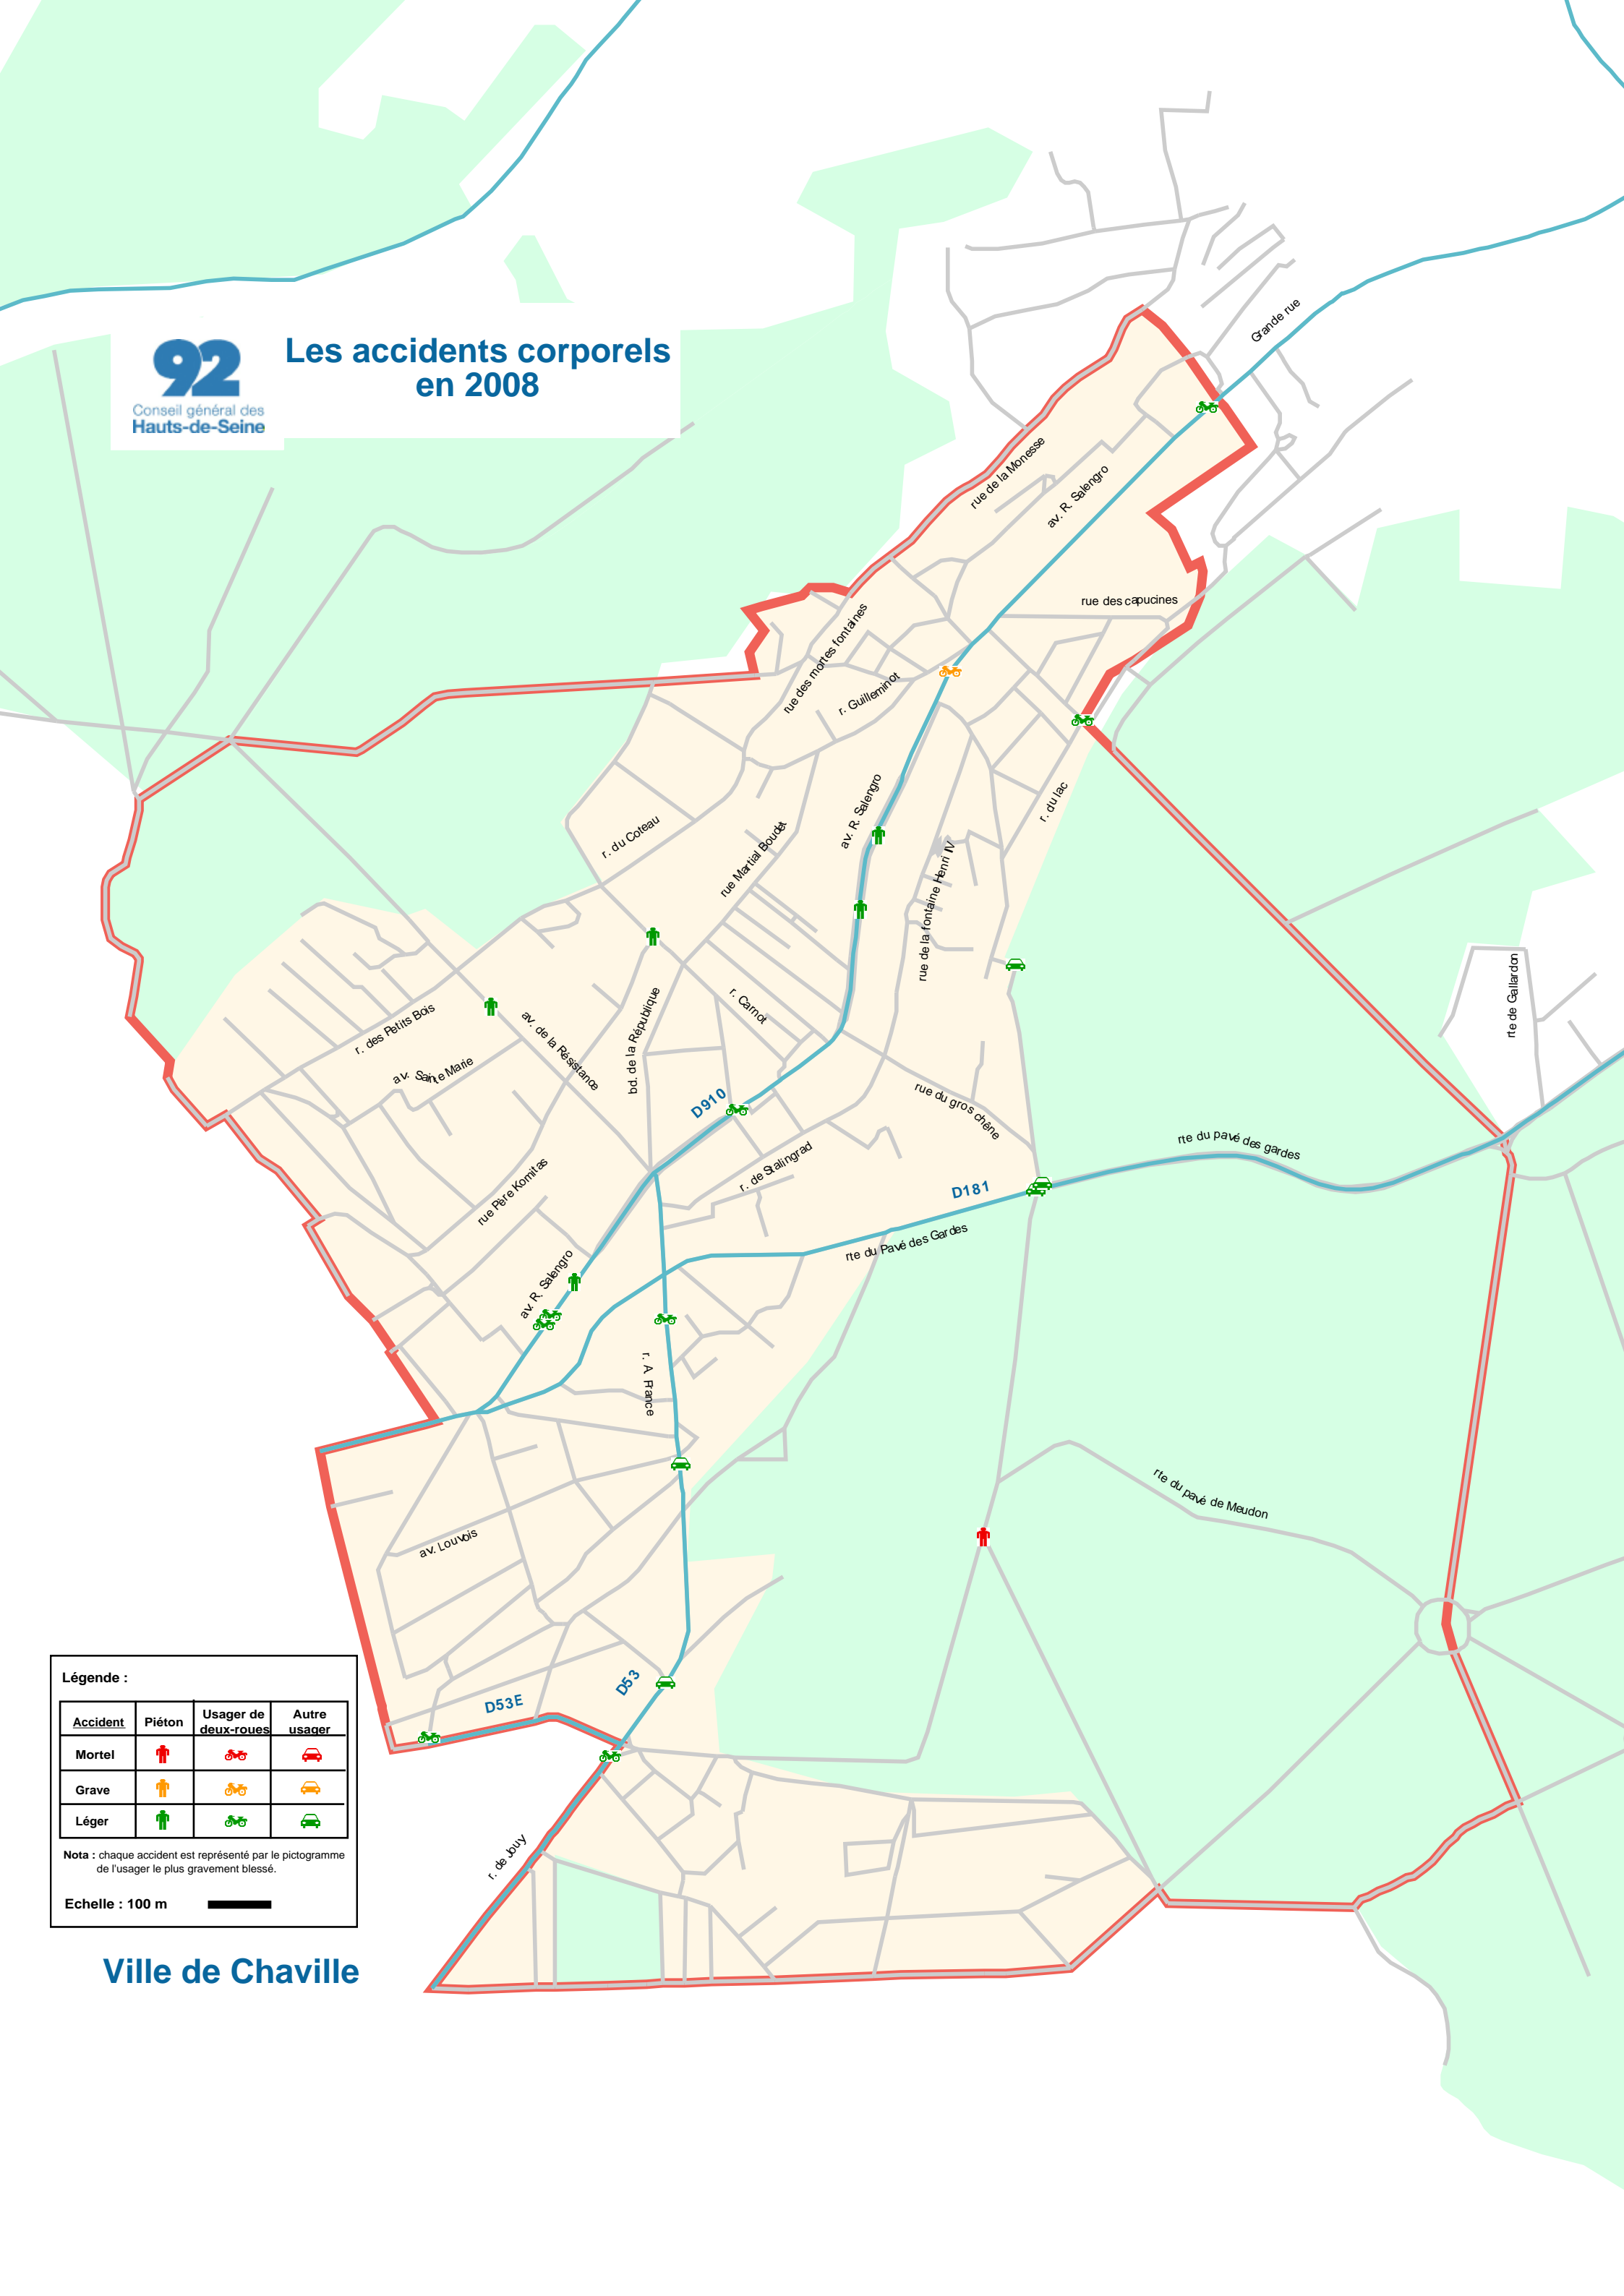 Les accidents corporels
en 2008
92
Conseil général des
Hauts-de-Seine
Grande rue
rue de la Monesse
av. R. Salengro
rue des capucines
rue des mortes fontaines
r. Guilleminot
r. du lac
av. R. Salengro
r. du Coteau
rue Martial Boudet
rue de la fontaine Henri IV
rte de Gallardon
r. des Petits Bois
av. Sainte Marie
av. de la Résistance
bd. de la République
r. Carnot
D910
rue du gros chêne
rte du pavé des gardes
r. de Stalingrad
D181
rue Père Komitas
rte du Pavé des Gardes
av. R. Salengro
r. A. France
rte du pavé de Meudon
av. Louvois
D53
D53E
r. de Jouy
Légende :
Accident Piéton Usager de deux-roues Autre usager
Mortel
Grave
Léger
Nota : chaque accident est représenté par le pictogramme
de l'usager le plus gravement blessé.
Echelle : 100 m
Ville de Chaville